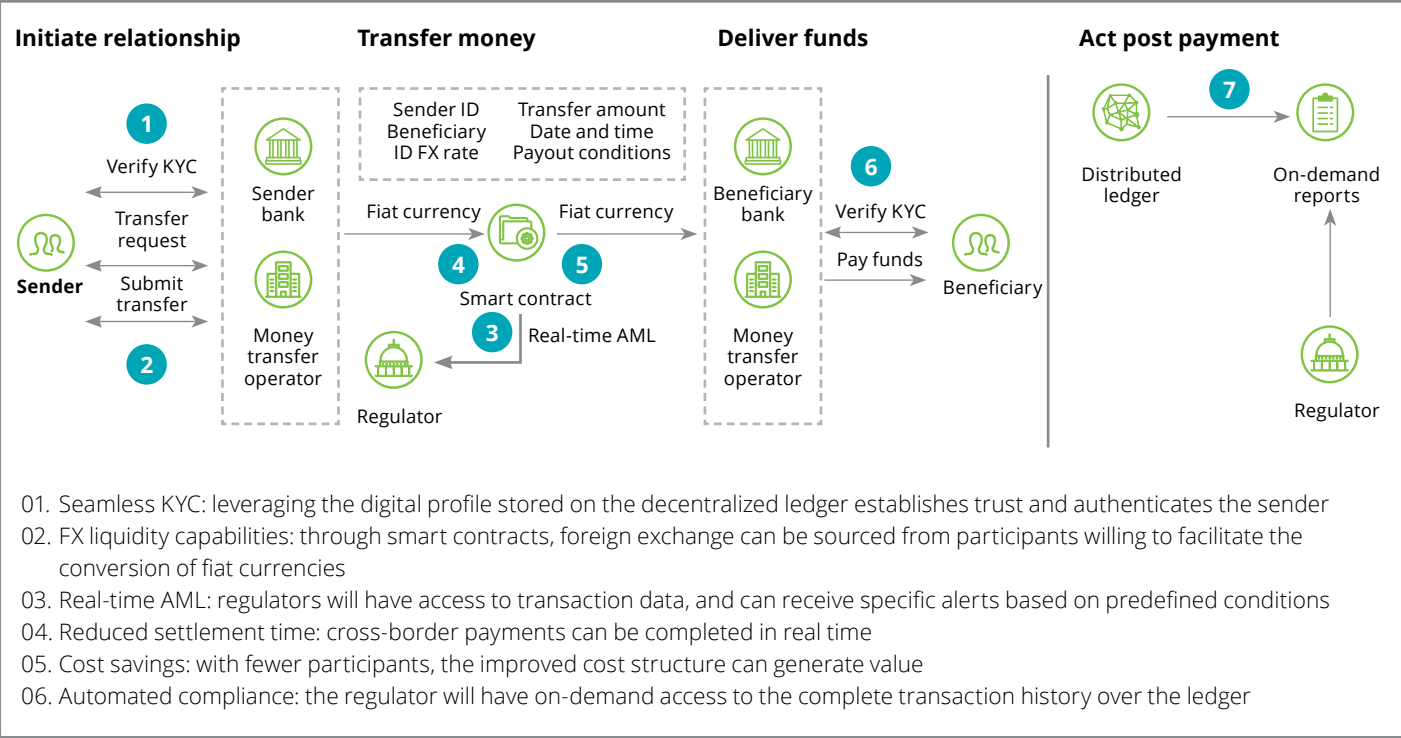 Initiate relationship
Transfer money
Deliver funds
Act post payment
1
Verify KYC
Transfer
request
Submit
transfer
2
Sender
Sender
bank
Money
transfer
operator
Sender ID
Beneficiary
ID FX rate
Transfer amount
Date and time
Payout conditions
Fiat currency
Fiat currency
4
5
Smart contract
3
Real-time AML
Regulator
Beneficiary
bank
Money
transfer
operator
6
Verify KYC
Pay funds
Beneficiary
7
Distributed
ledger
On-demand
reports
Regulator
01. Seamless KYC: leveraging the digital profile stored on the decentralized ledger establishes trust and authenticates the sender
02. FX liquidity capabilities: through smart contracts, foreign exchange can be sourced from participants willing to facilitate the
conversion of fiat currencies
03. Real-time AML: regulators will have access to transaction data, and can receive specific alerts based on predefined conditions
04. Reduced settlement time: cross-border payments can be completed in real time
05. Cost savings: with fewer participants, the improved cost structure can generate value
06. Automated compliance: the regulator will have on-demand access to the complete transaction history over the ledger